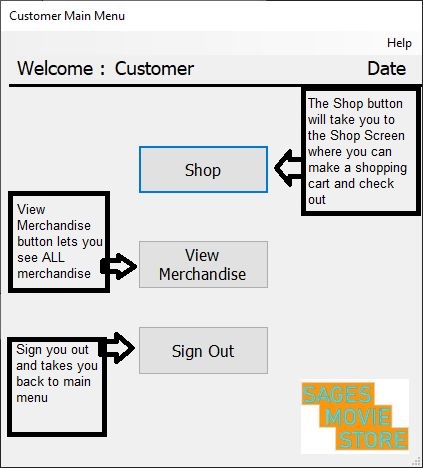 Customer Main Menu
Help
Welcome : Customer
Date
The Shop button
will take you to
the Shop Screen
where you can
make a shopping
cart and check
out
Shop
View
Merchandise
button lets you
see ALL
merchandise
View
Merchandise
Sign you out
and takes you
back to main
menu
Sign Out
SAGES
MOVIE
STORE